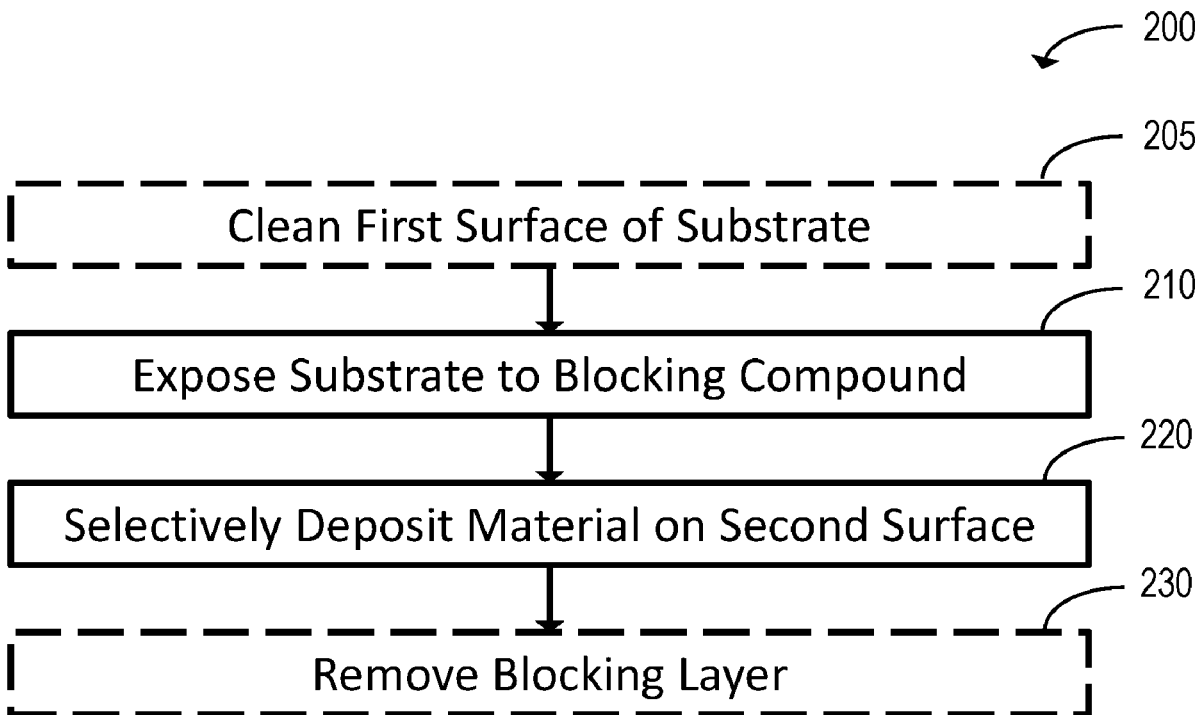 200
205
Clean First Surface of Substrate
210
Expose Substrate to Blocking Compound
220
Selectively Deposit Material on Second Surface
230
Remove Blocking Layer